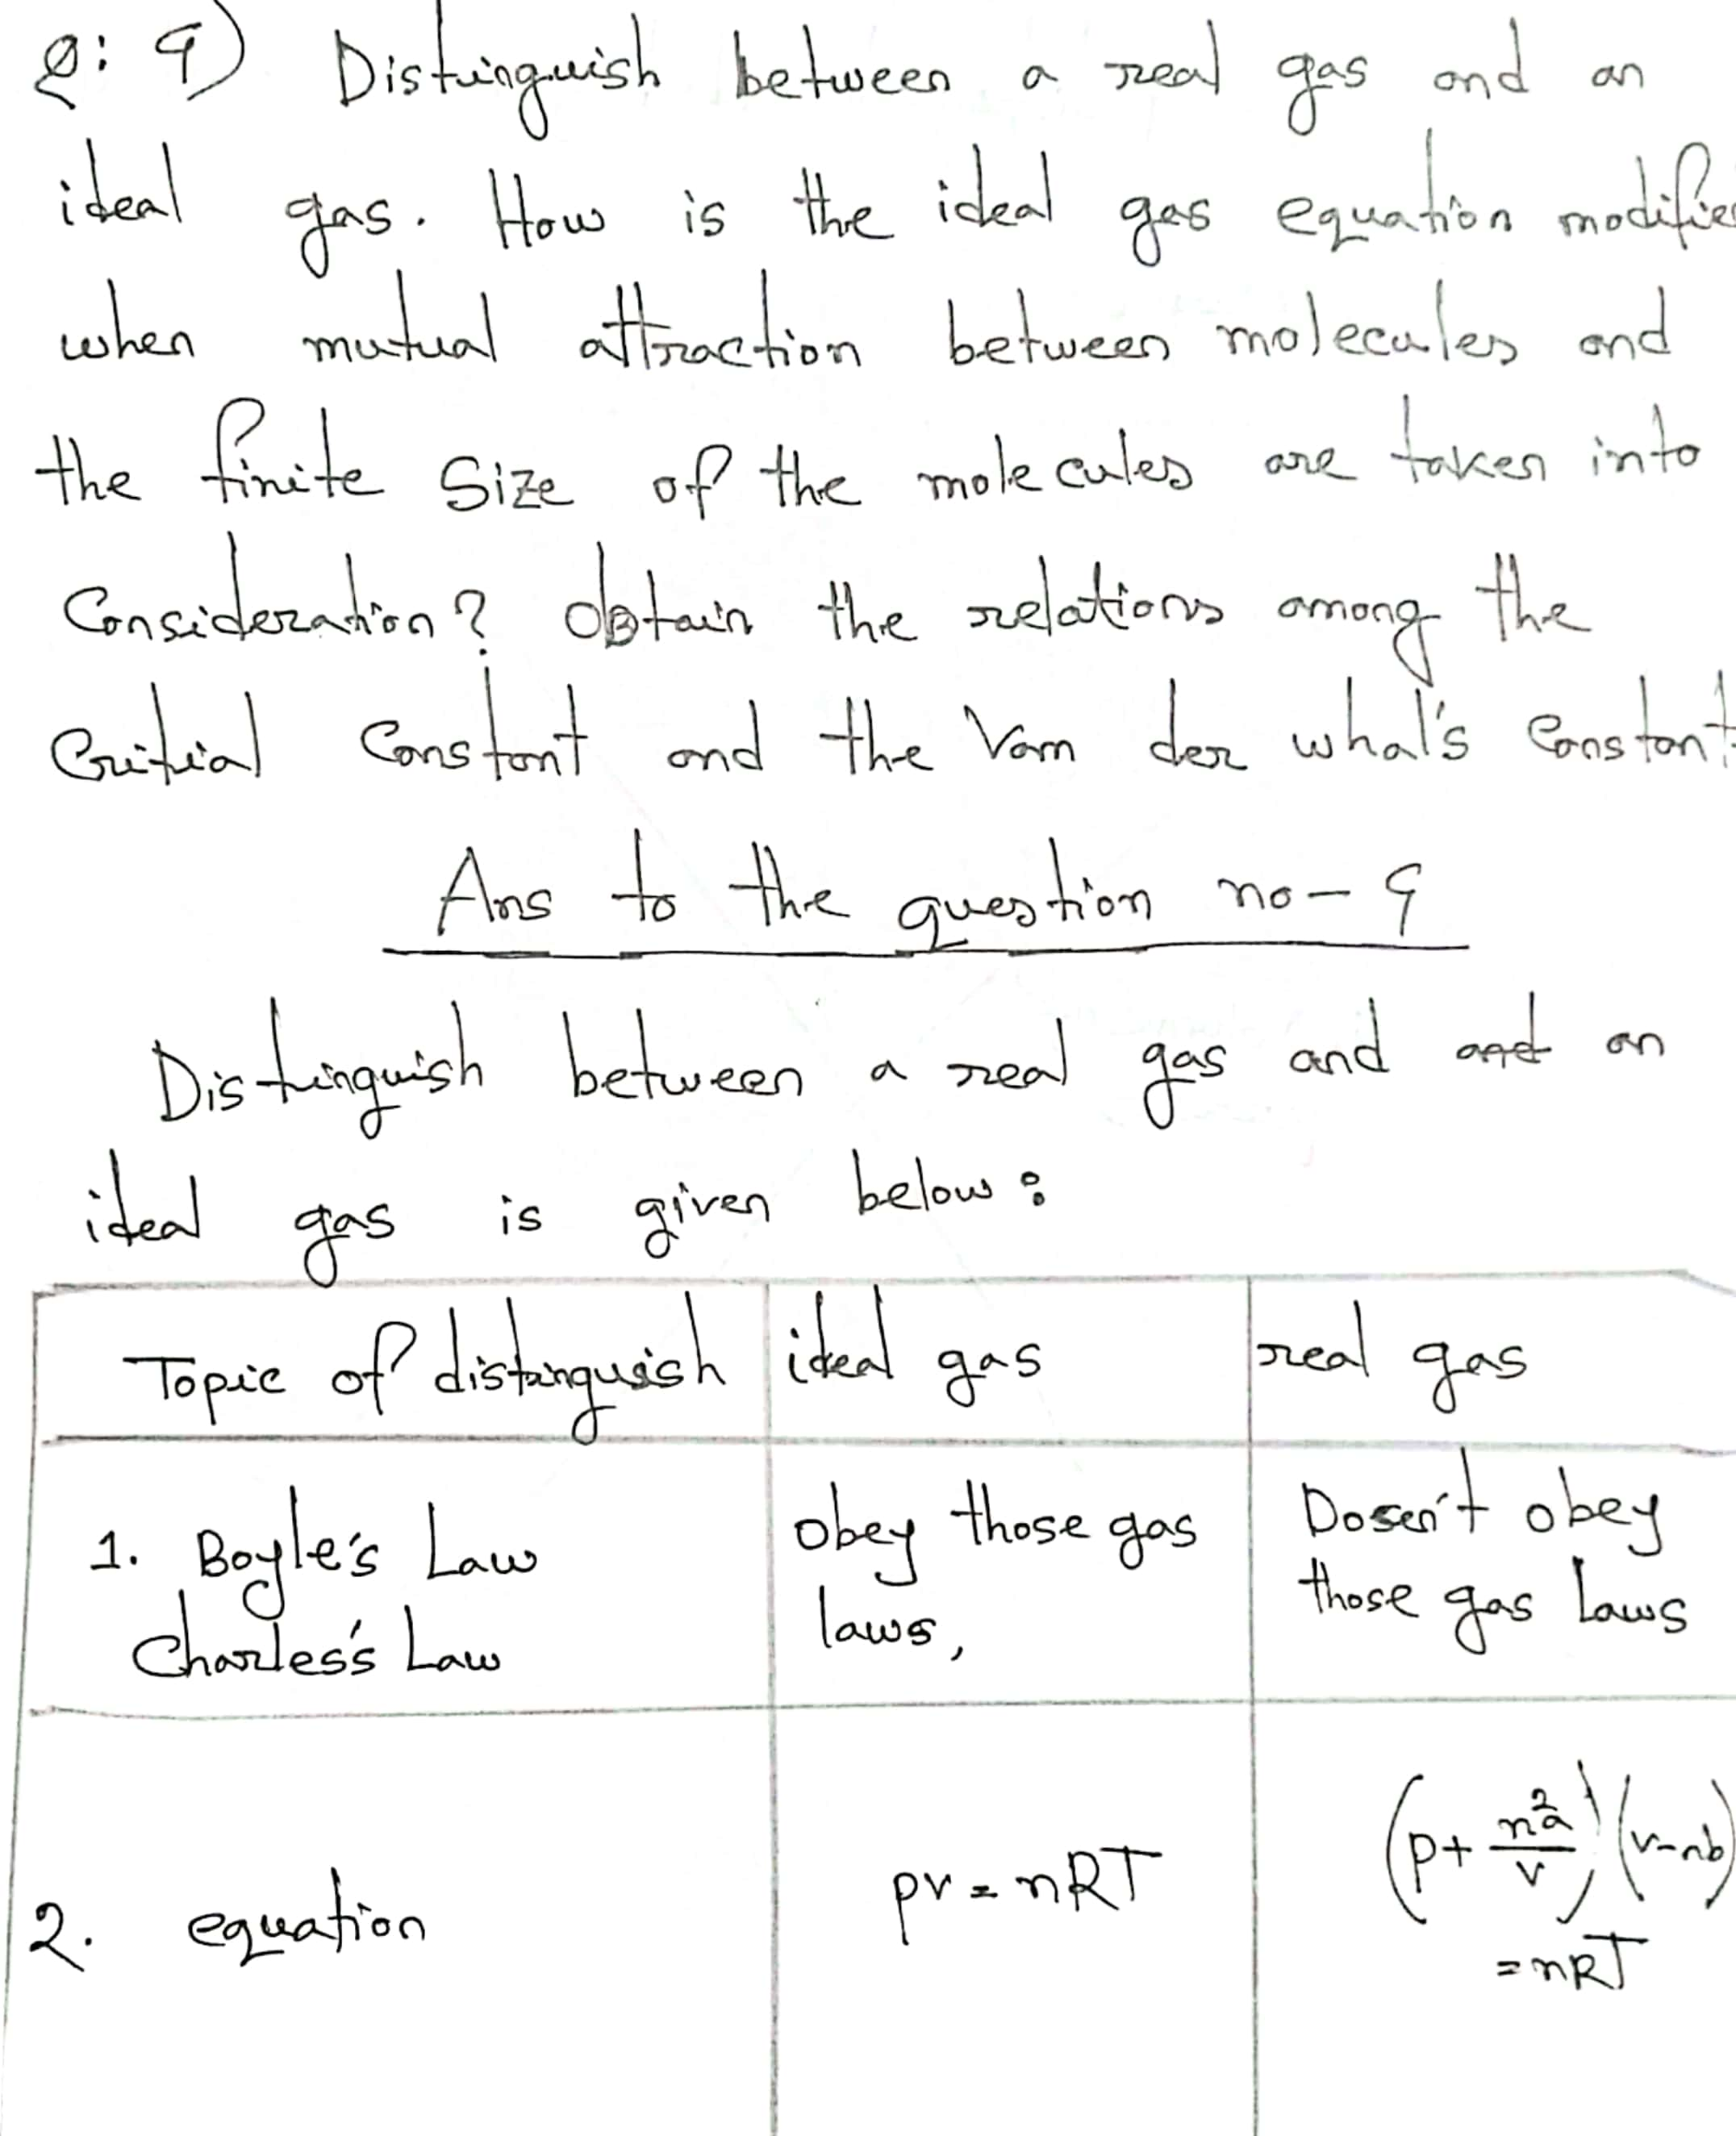 Q: 9) Distinguish between a real gas and an
ideal gas. How is the ideal gas equation modifie
when mutual attraction between molecules and
the finite size of the molecules are taken into
Consideration? Obtain the relations among the
Critial Constant and the Vam der whal's Constant
Ans to the question no - 9
Distinguish between a real gas and and an
ideal gas is given below:
Topic of distinguish ideal gas real gas
1. Boyle's Law Obey those gas Dosen't obey
Charles's Law laws, those gas Laws
2. equation pv = nRT (p + n²a/v) (v-nb)
= nRT